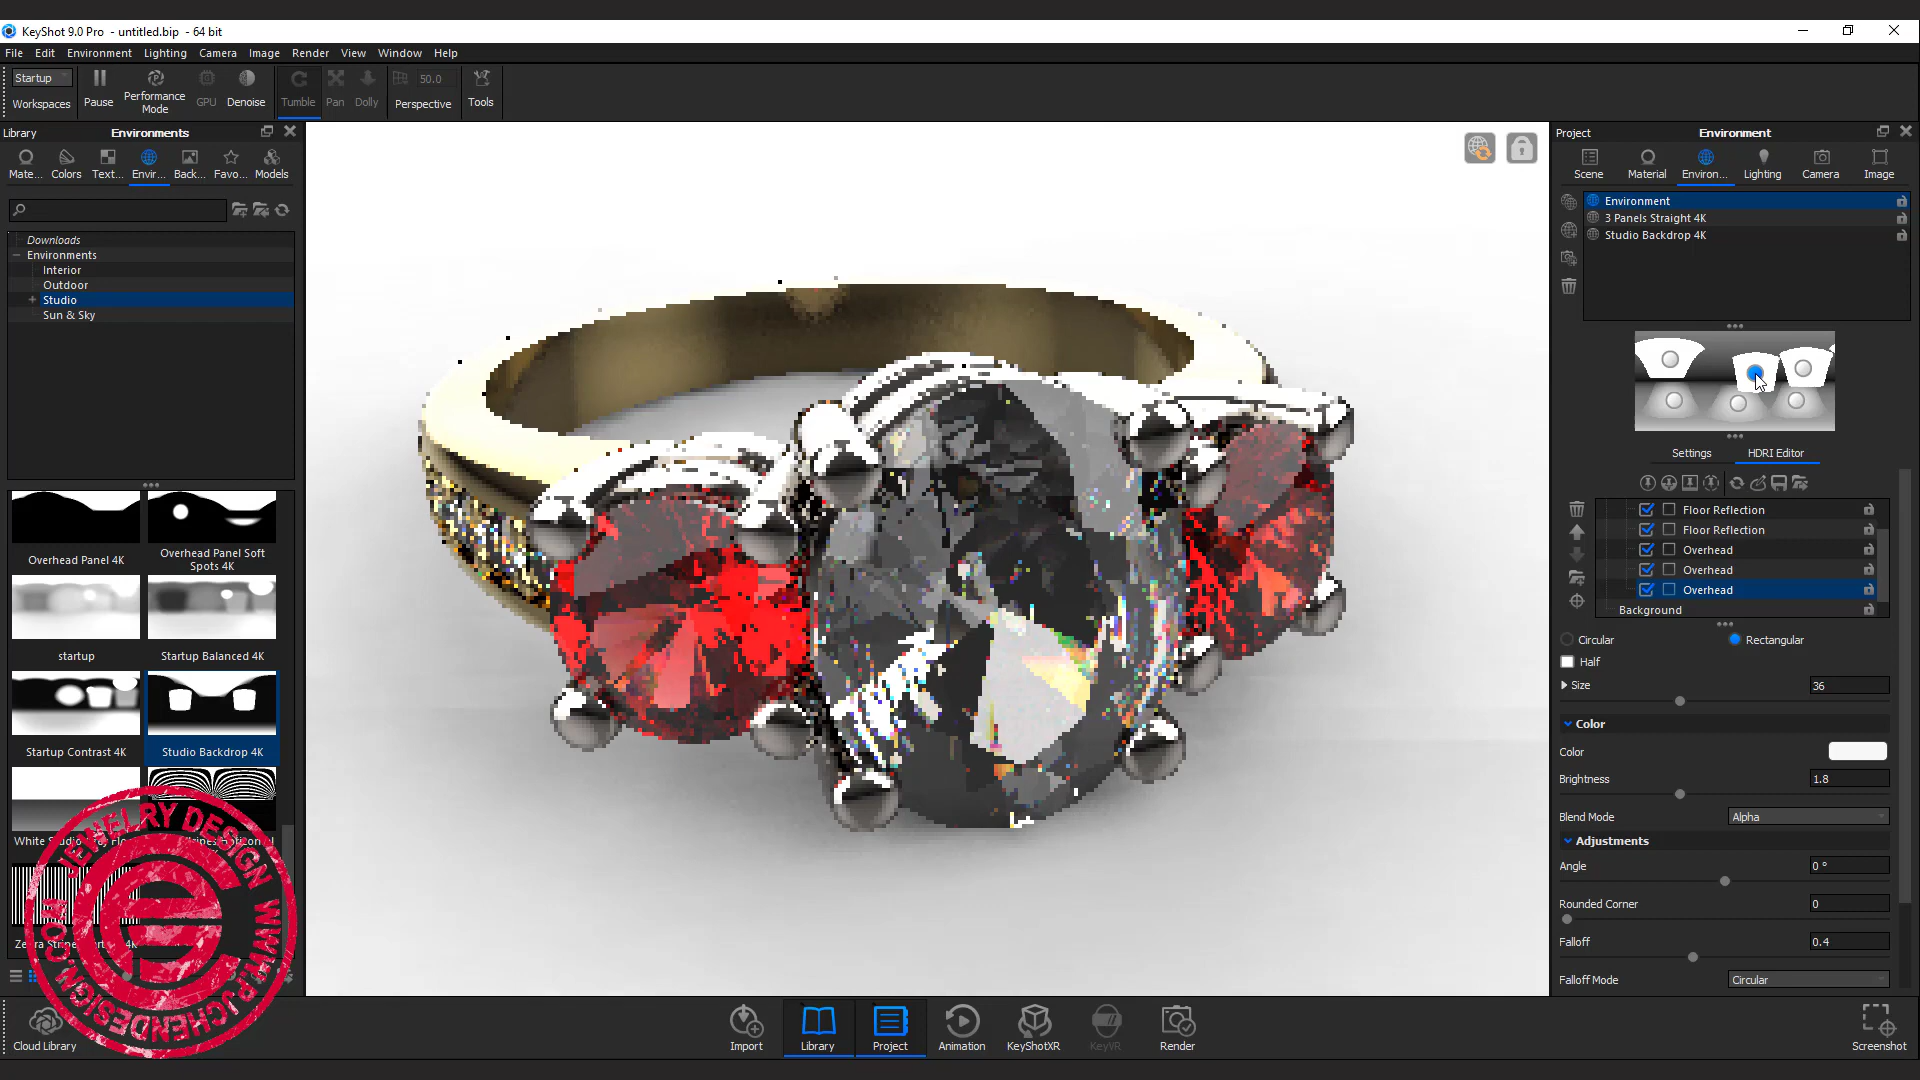 KeyShot 9.0 Pro - untitled.bip - 64 bit
File Edit Environment Lighting Camera Image Render View Window Help
Startup
Workspaces
Pause
Performance Mode
GPU
Denoise
Tumble
Pan
Dolly
50.0
Perspective
Tools
Library
Environments
Mate...
Colors
Text...
Envir...
Back...
Favo...
Models
Downloads
Environments
Interior
Outdoor
Studio
Sun & Sky
Overhead Panel 4K
Overhead Panel Soft Spots 4K
startup
Startup Balanced 4K
Startup Contrast 4K
Studio Backdrop 4K
JEWELRY DESIGN WWW.PJCHENDESIGN.COM
Project
Environment
Scene
Material
Environ...
Lighting
Camera
Image
Environment
3 Panels Straight 4K
Studio Backdrop 4K
Settings
HDRI Editor
Floor Reflection
Floor Reflection
Overhead
Overhead
Overhead
Background
Circular
Rectangular
Half
Size
36
Color
Color
Brightness
1.8
Blend Mode
Alpha
Adjustments
Angle
0 °
Rounded Corner
0
Falloff
0.4
Falloff Mode
Circular
Cloud Library
Import
Library
Project
Animation
KeyShotXR
KeyVR
Render
Screenshot